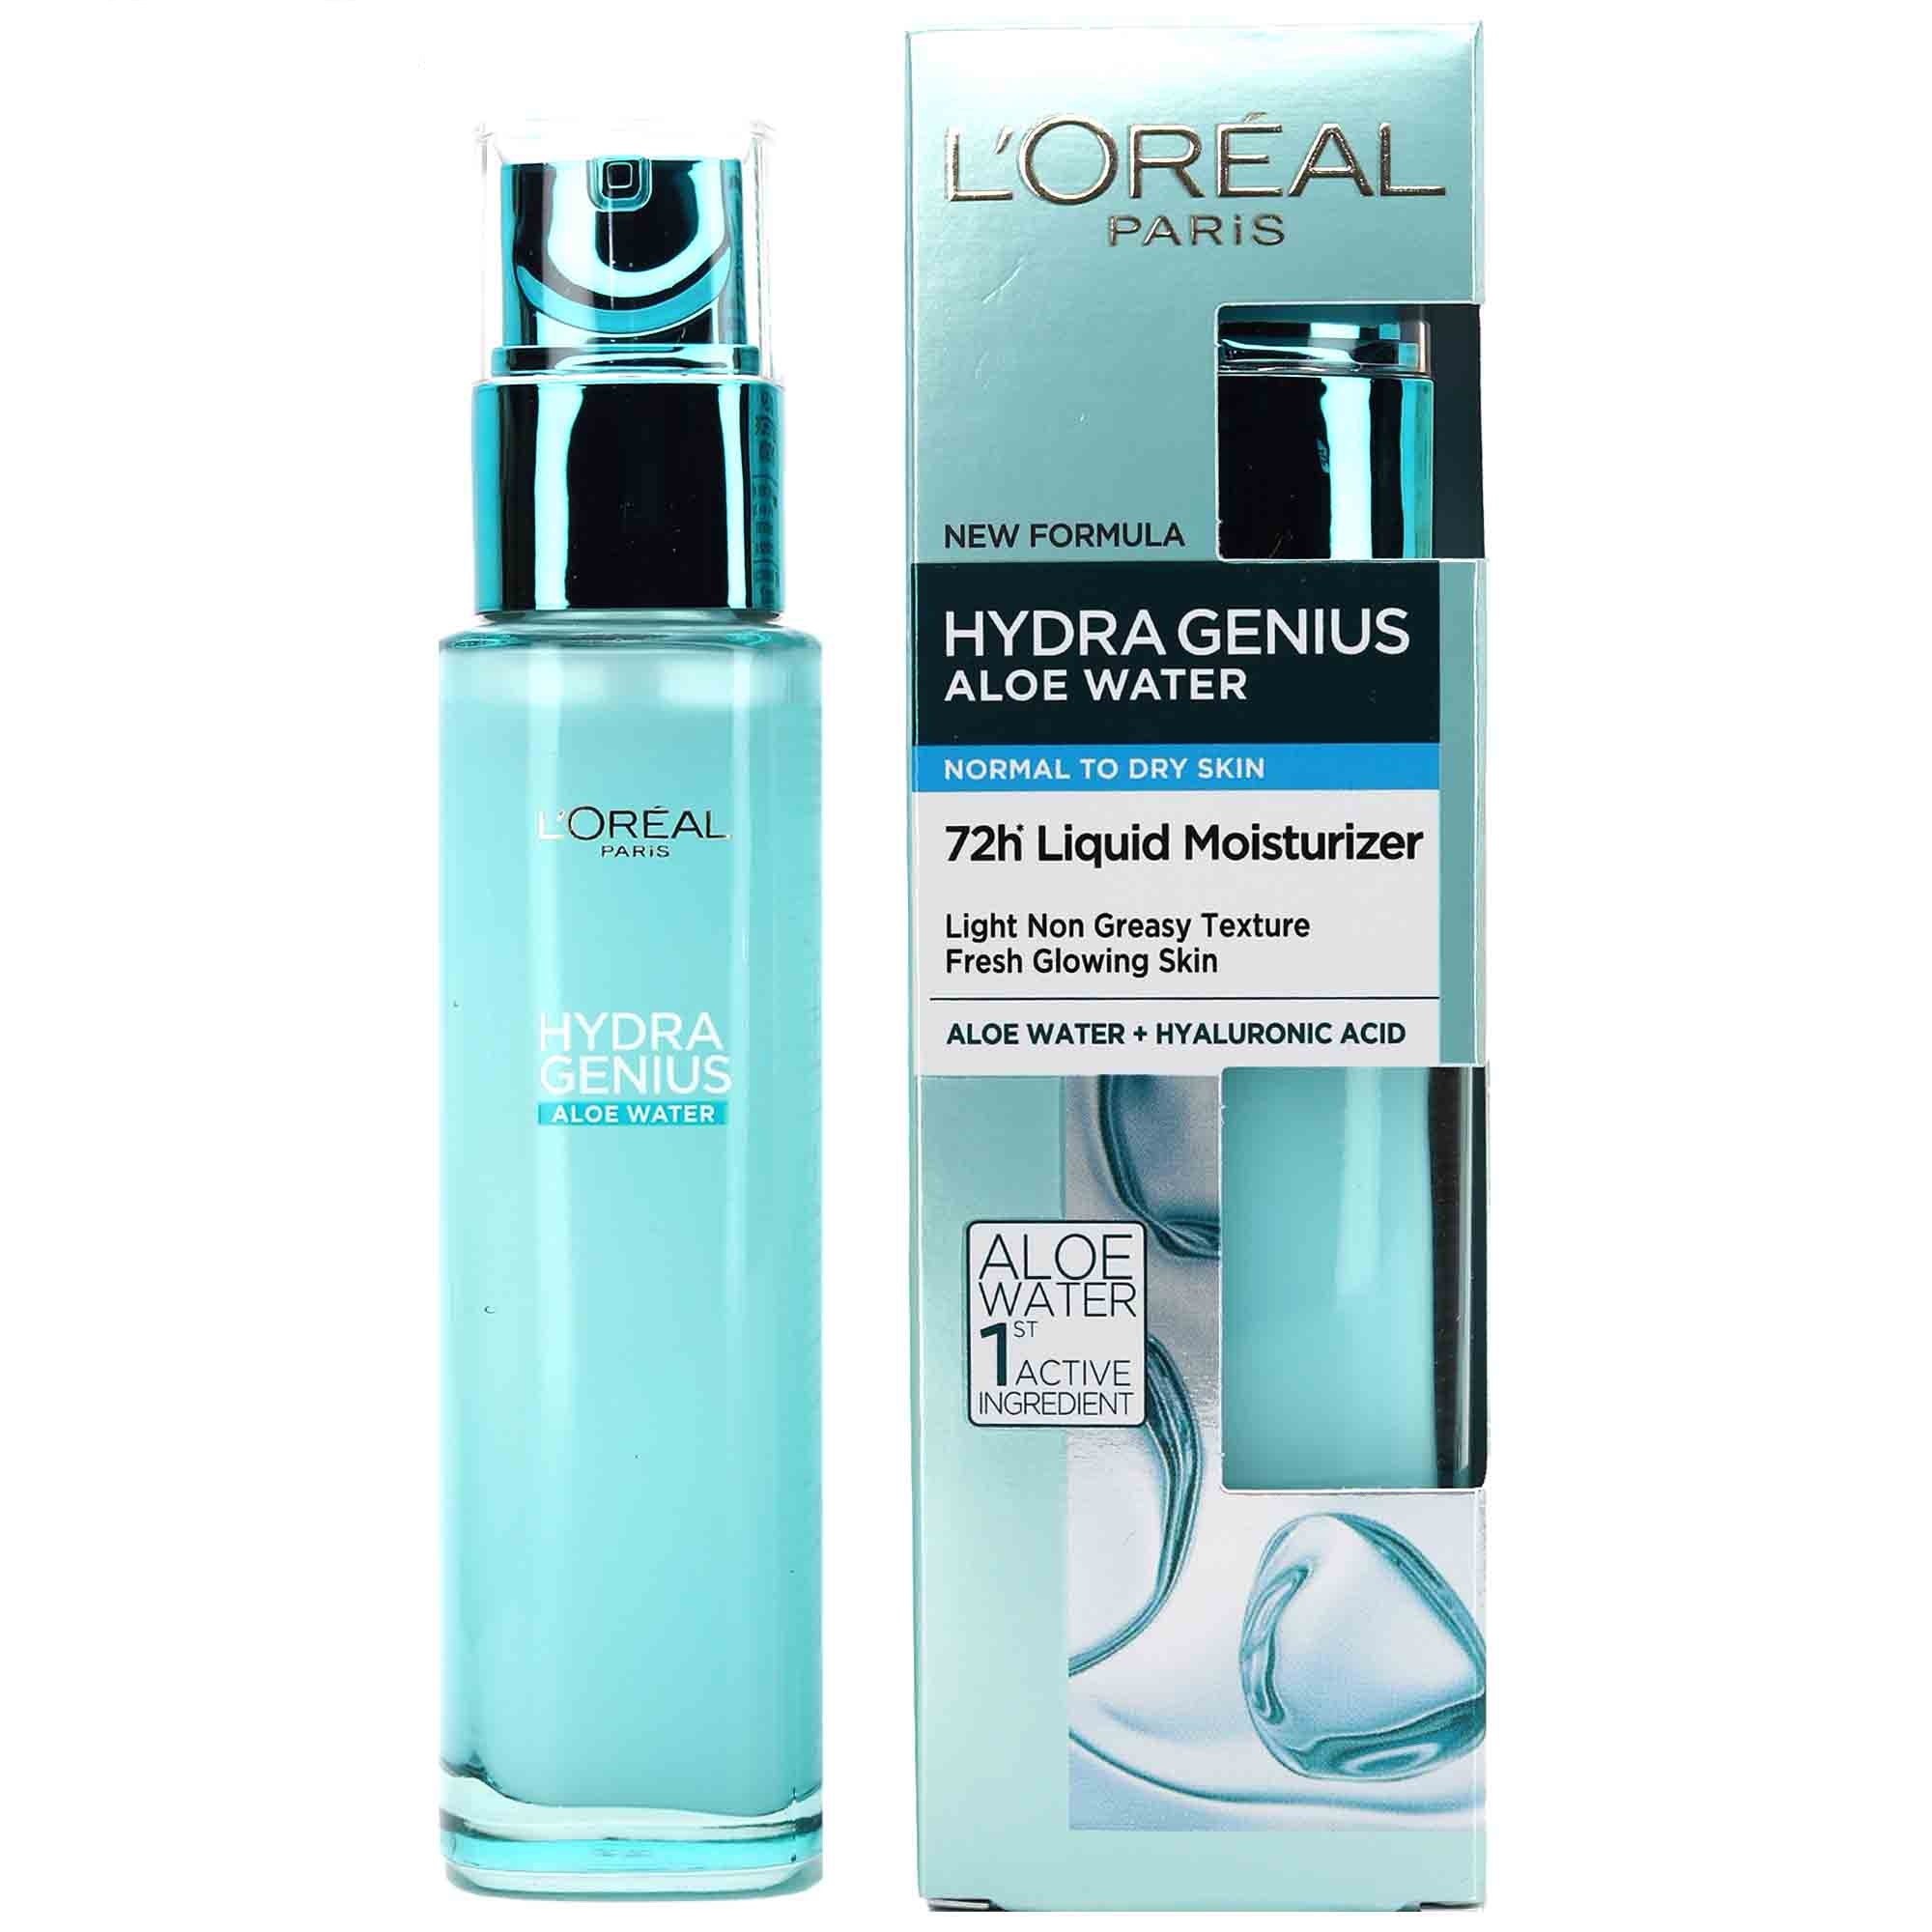 L'ORÉAL
PARiS
HYDRA
GENIUS
ALOE WATER
L'ORÉAL
PARiS
NEW FORMULA
HYDRA GENIUS
ALOE WATER
NORMAL TO DRY SKIN
72h* Liquid Moisturizer
Light Non Greasy Texture
Fresh Glowing Skin
ALOE WATER + HYALURONIC ACID
ALOE
WATER
1ST
ACTIVE
INGREDIENT